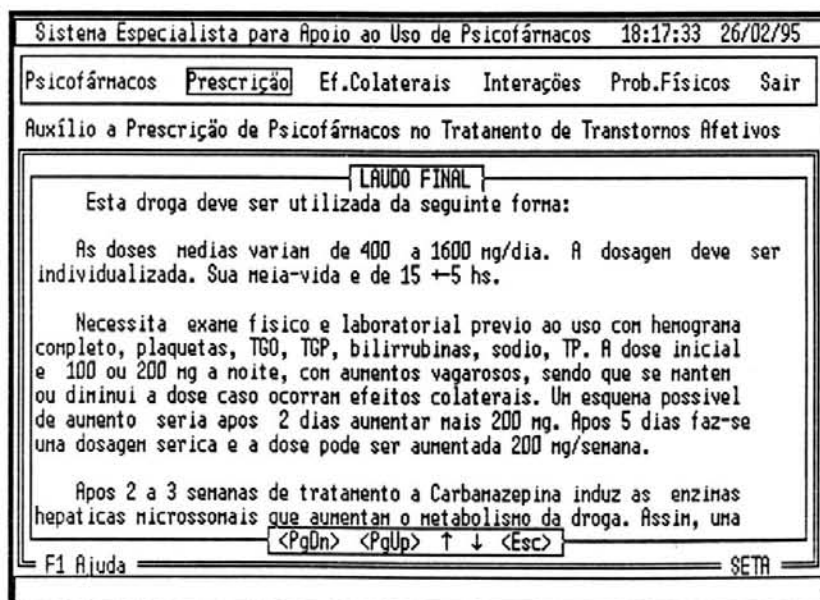 Sistema Especialista para Apoio ao Uso de Psicofármacos 18:17:33 26/02/95
Psicofármacos Prescrição Ef.Colaterais Interações Prob.Físicos Sair
Auxílio a Prescrição de Psicofármacos no Tratamento de Transtornos Afetivos
LAUDO FINAL
Esta droga deve ser utilizada da seguinte forma:
As doses medias variam de 400 a 1600 mg/dia. A dosagem deve ser
individualizada. Sua meia-vida e de 15 +-5 hs.
Necessita exame fisico e laboratorial previo ao uso com hemograma
completo, plaquetas, TGO, TGP, bilirrubinas, sodio, TP. A dose inicial
e 100 ou 200 mg a noite, com aumentos vagarosos, sendo que se mantem
ou diminui a dose caso ocorram efeitos colaterais. Um esquema possivel
de aumento seria apos 2 dias aumentar mais 200 mg. Apos 5 dias faz-se
uma dosagem serica e a dose pode ser aumentada 200 mg/semana.
Apos 2 a 3 semanas de tratamento a Carbamazepina induz as enzimas
hepaticas microssomais que aumentam o metabolismo da droga. Assim, uma
<PgDn> <PgUp> ↑ ↓ <Esc>
F1 Ajuda SETA